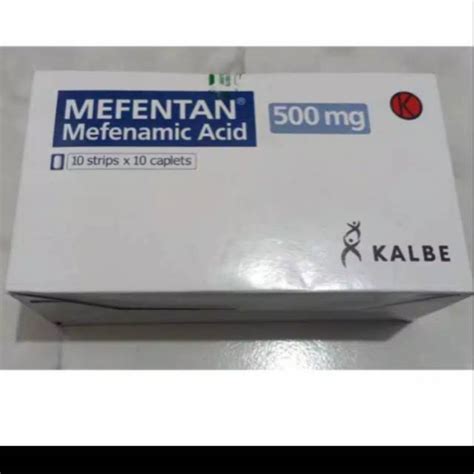 MEFENTAN®
Mefenamic Acid
500 mg
K
10 strips x 10 caplets
KALBE